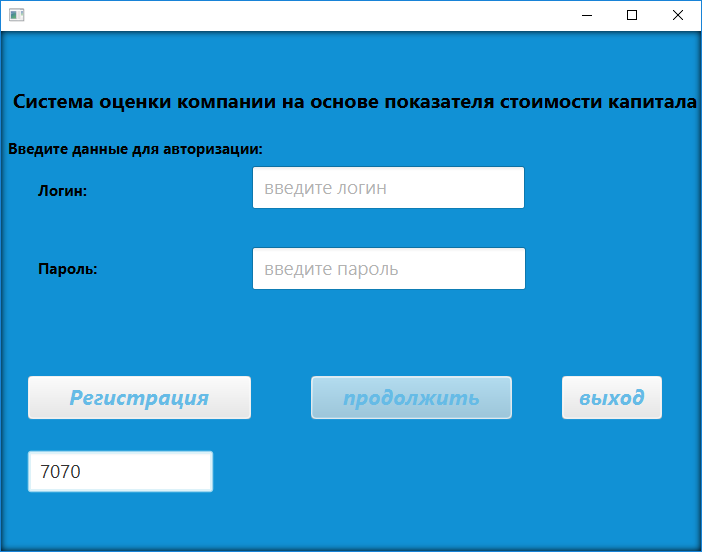 Система оценки компании на основе показателя стоимости капитала
Введите данные для авторизации:
Логин: введите логин
Пароль: введите пароль
Регистрация продолжить выход
7070